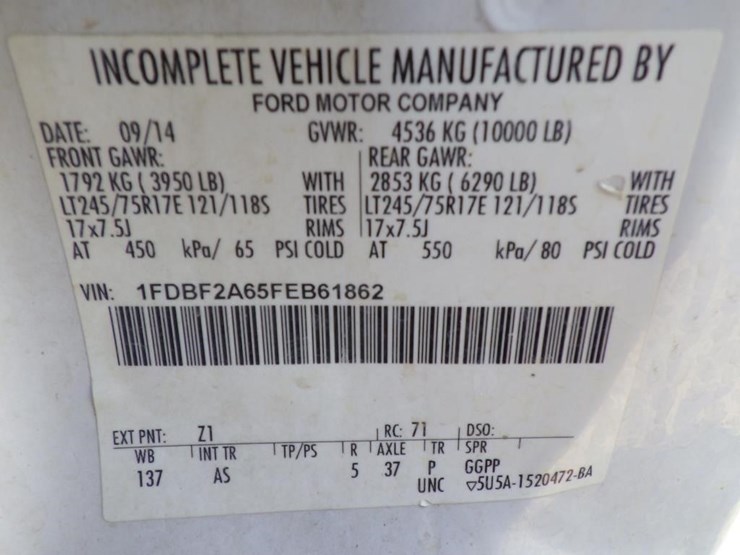 INCOMPLETE VEHICLE MANUFACTURED BY
FORD MOTOR COMPANY
DATE: 09/14 GVWR: 4536 KG (10000 LB)
FRONT GAWR: REAR GAWR:
1792 KG ( 3950 LB) WITH 2853 KG ( 6290 LB) WITH
LT245/75R17E 121/118S TIRES LT245/75R17E 121/118S TIRES
17x7.5J RIMS 17x7.5J RIMS
AT 450 kPa/ 65 PSI COLD AT 550 kPa/ 80 PSI COLD
VIN: 1FDBF2A65FEB61862
EXT PNT: Z1 RC: 71 DSO:
WB INT TR TP/PS R AXLE TR SPR
137 AS 5 37 P GGPP
UNC ▽5U5A-1520472-BA